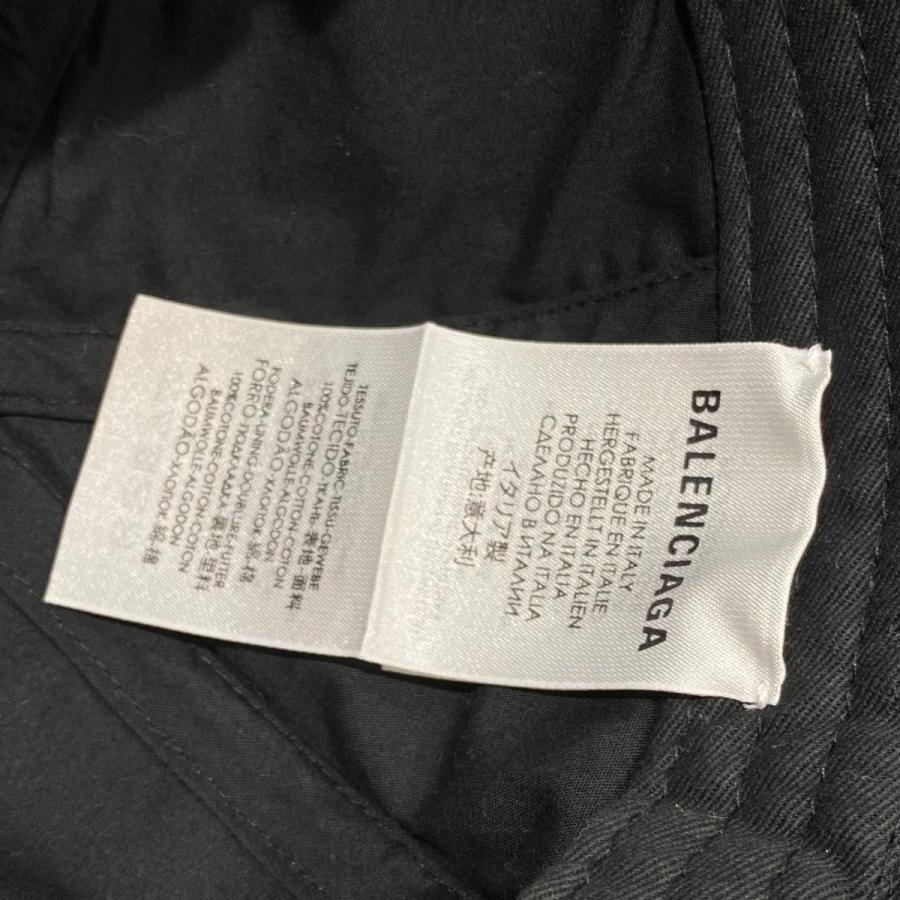 BALENCIAGA
MADE IN ITALY
FABRIQUE EN ITALIE
HERGESTELLT IN ITALIEN
HECHO EN ITALIA
PRODUZIDO NA ITALIA
СДЕЛАНО В ИТАЛИИ.
イタリア製
产地:意大利
TESSUTO-FABRIC-TISSU-GEWEBE
TEJIDO-TECIDO-ТКАНЬ-表地-面料
100%COTONE-COTTON-COTON
BAUMWOLLE-ALGODON
ALGODÃO-ХЛОПОК-綿-棉
FODERA-LINING-DOUBLURE-FUTTER
FORRO-ПОДКЛАДКА-裏地-里料
100%COTONE-COTTON-COTON
BAUMWOLLE-ALGODON
ALGODÃO-ХЛОПОК-綿-棉